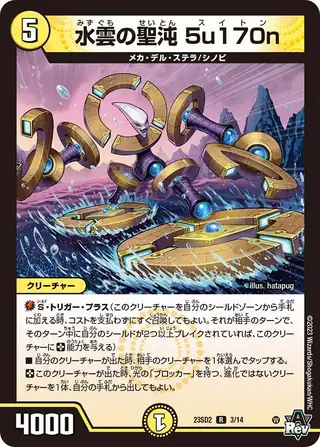 5
みずぐも せいとん スイトン
水雲の聖沌 5u170n
メカ・デル・ステラ/シノビ
illus. hatapug
クリーチャー
S・トリガー・プラス(このクリーチャーを自分のシールドゾーンから手札
に加える時、コストを支払わずにすぐ召喚してもよい。それが相手のターンで、
そのターン中に自分のシールドが2つ以上ブレイクされていれば、このクリーチ
ャーに能力を与える)
■自分のクリーチャーが出た時、相手のクリーチャーを1体選んでタップする。
このクリーチャーが出た時、光の「ブロッカー」を持つ、進化ではないクリー
チャーを1体、自分の手札から出してもよい。
4000
1
23SD2 R 3/14
Rev
©2023 Wizards/Shogakukan/WHC